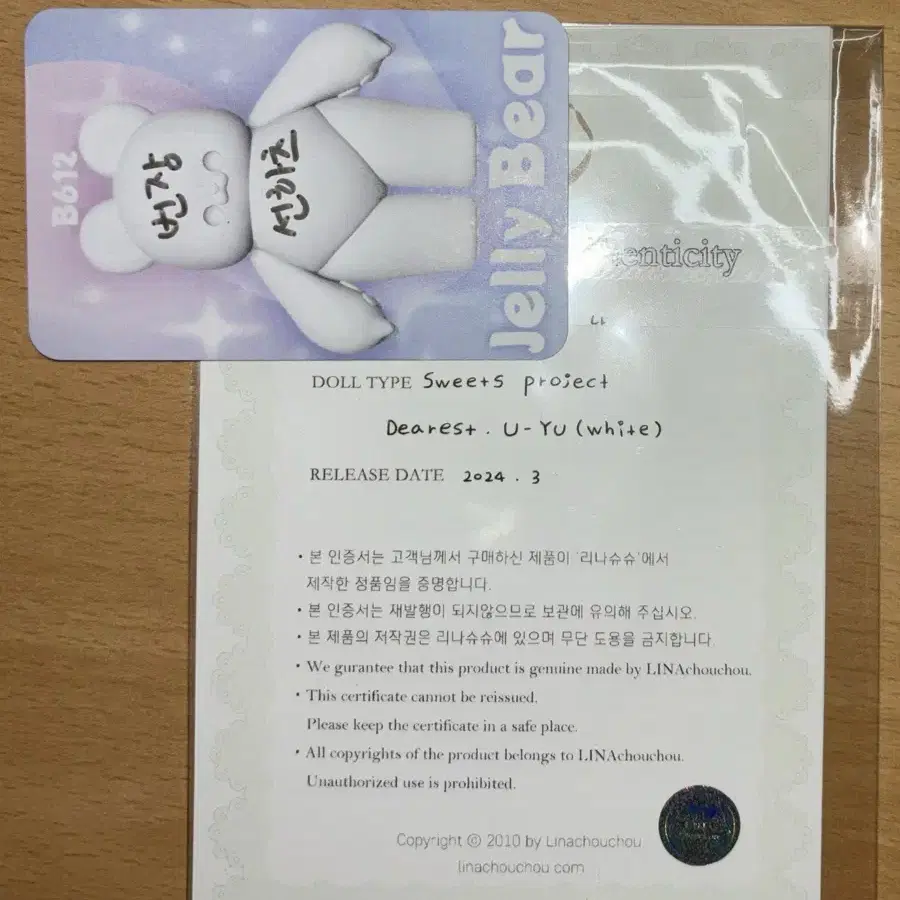 B612
번장
선하츠
Jelly Bear
enticity
DOLL TYPE Sweets project
Dearest. U-YU (white)
RELEASE DATE 2024 . 3
• 본 인증서는 고객님께서 구매하신 제품이 '리나슈슈'에서
제작한 정품임을 증명합니다.
• 본 인증서는 재발행이 되지않으므로 보관에 유의해 주십시오.
• 본 제품의 저작권은 리나슈슈에 있으며 무단 도용을 금지합니다.
• We gurantee that this product is genuine made by LINAchouchou.
• This certificate cannot be reissued.
Please keep the certificate in a safe place.
• All copyrights of the product belongs to LINAchouchou.
Unauthorized use is prohibited.
Copyright ⓒ 2010 by Linachouchou
linachouchou.com